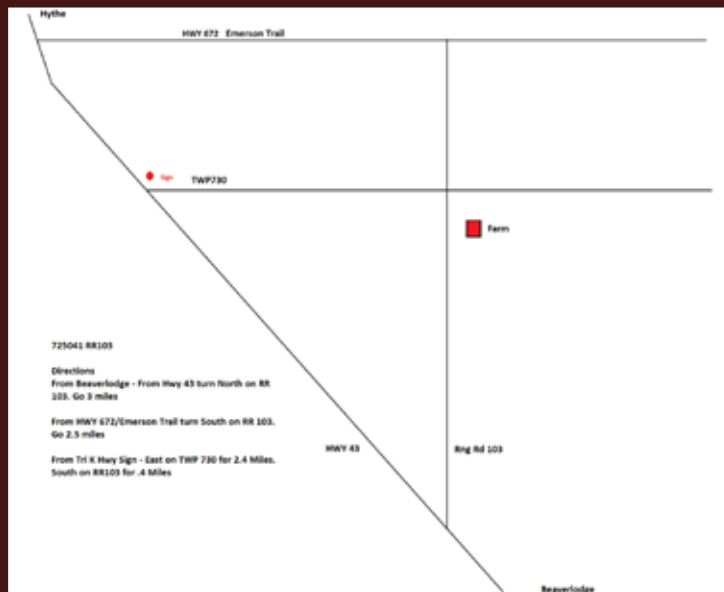 Hythe
HWY 672 Emerson Trail
Sign
TWP730
Farm
725041 RR103
Directions
From Beaverlodge - From Hwy 43 turn North on RR
103. Go 3 miles
From HWY 672/Emerson Trail turn South on RR 103.
Go 2.5 miles
From Tri K Hwy Sign - East on TWP 730 for 2.4 Miles.
South on RR103 for .4 Miles
HWY 43
Rng Rd 103
Beaverlodge